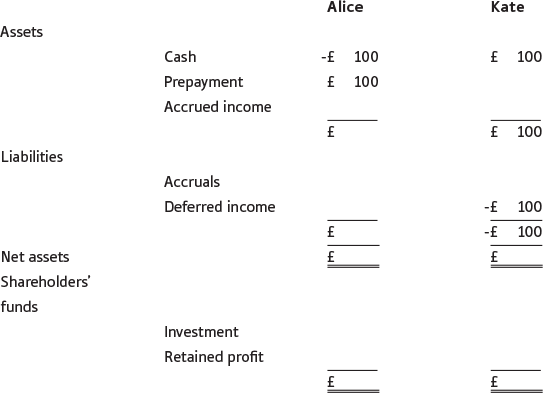 Alice Kate
Assets
Cash -£ 100 £ 100
Prepayment £ 100
Accrued income
£ £ 100
Liabilities
Accruals
Deferred income -£ 100
£ -£ 100
Net assets £ £
Shareholders’
funds
Investment
Retained profit
£ £